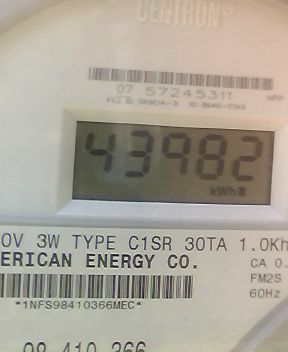 CENTRON®
07 57245311
43982
kWh
0V 3W TYPE C1SR 30TA 1.0Kh
ERICAN ENERGY CO.
CA 0.
FM2S
60Hz
*1NFS98410366MEC*
98 410 366